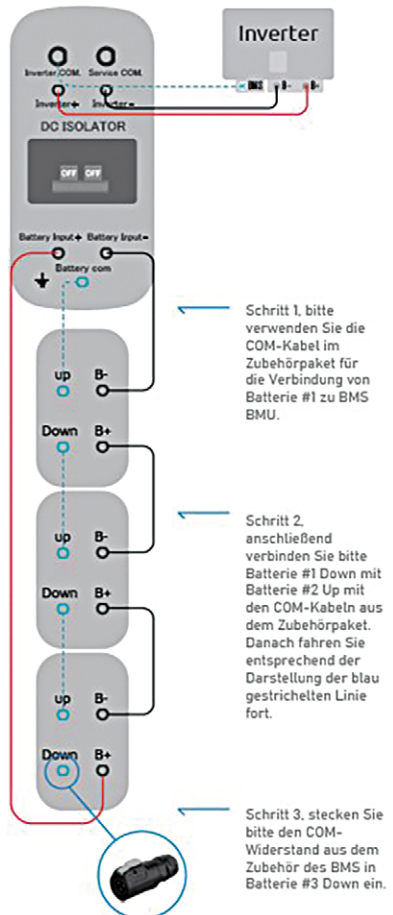 Inverter
Inverter COM. Service COM.
BMS B- B+
Inverter+ Inverter-
DC ISOLATOR
OFF OFF
Battery Input+ Battery Input-
Battery com
Schritt 1, bitte
verwenden Sie die
COM-Kabel im
Zubehörpaket für
die Verbindung von
Batterie #1 zu BMS
BMU.
up B-
Down B+
Schritt 2,
anschließend
verbinden Sie bitte
Batterie #1 Down mit
Batterie #2 Up mit
den COM-Kabeln aus
dem Zubehörpaket.
Danach fahren Sie
entsprechend der
Darstellung der blau
gestrichelten Linie
fort.
up B-
Down B+
up B-
Down B+
Schritt 3, stecken Sie
bitte den COM-
Widerstand aus dem
Zubehör des BMS in
Batterie #3 Down ein.